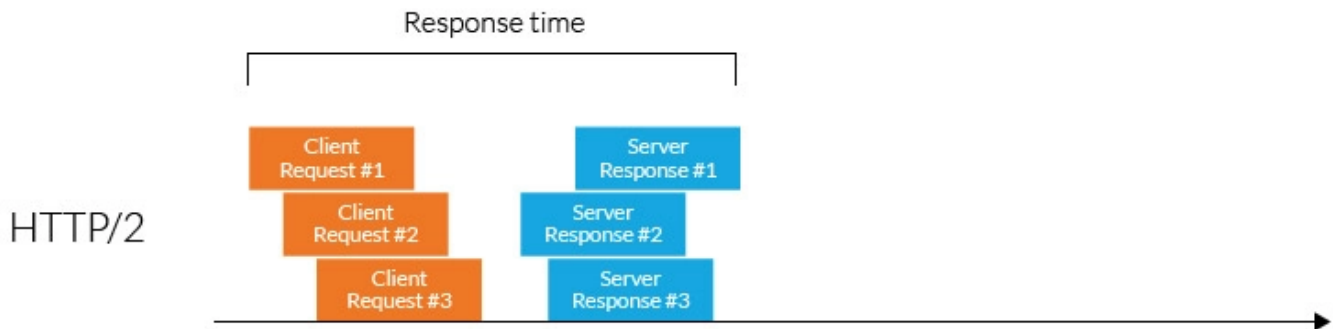 Response time
Client
Request #1
Server
Response #1
HTTP/2
Client
Request #2
Server
Response #2
Client
Request #3
Server
Response #3